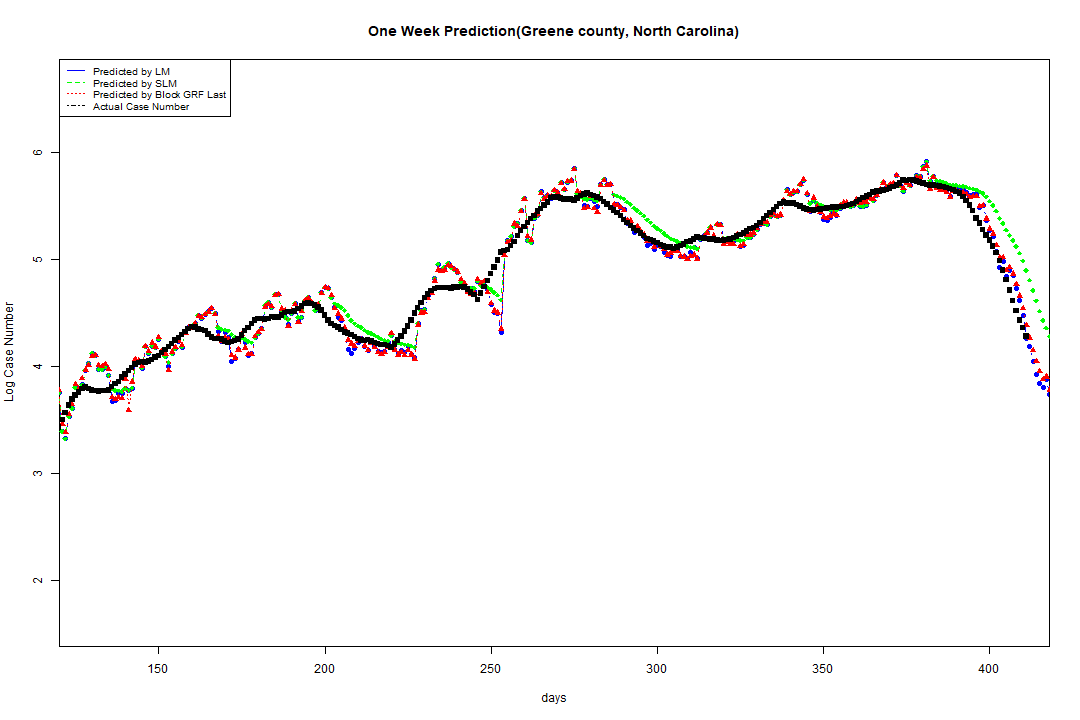 One Week Prediction(Greene county, North Carolina)
Predicted by LM
Predicted by SLM
Predicted by Block GRF Last
Actual Case Number
6
5
4
3
2
Log Case Number
150 200 250 300 350 400
days